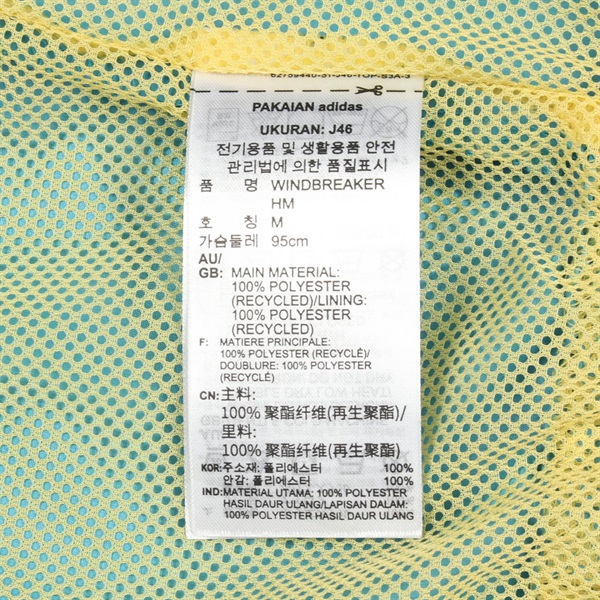 PAKAIAN adidas
UKURAN: J46
전기용품 및 생활용품 안전
관리법에 의한 품질표시
품 명 WINDBREAKER
HM
호 칭 M
가슴둘레 95cm
AU/
GB: MAIN MATERIAL:
100% POLYESTER
(RECYCLED)/LINING:
100% POLYESTER
(RECYCLED)
F: MATIERE PRINCIPALE:
100% POLYESTER (RECYCLÉ)/
DOUBLURE: 100% POLYESTER
(RECYCLÉ)
CN: 主料:
100% 聚酯纤维(再生聚酯)/
里料:
100% 聚酯纤维(再生聚酯)
KOR: 주소재: 폴리에스터 100%
안감: 폴리에스터 100%
IND: MATERIAL UTAMA: 100% POLYESTER
HASIL DAUR ULANG/LAPISAN DALAM:
100% POLYESTER HASIL DAUR ULANG